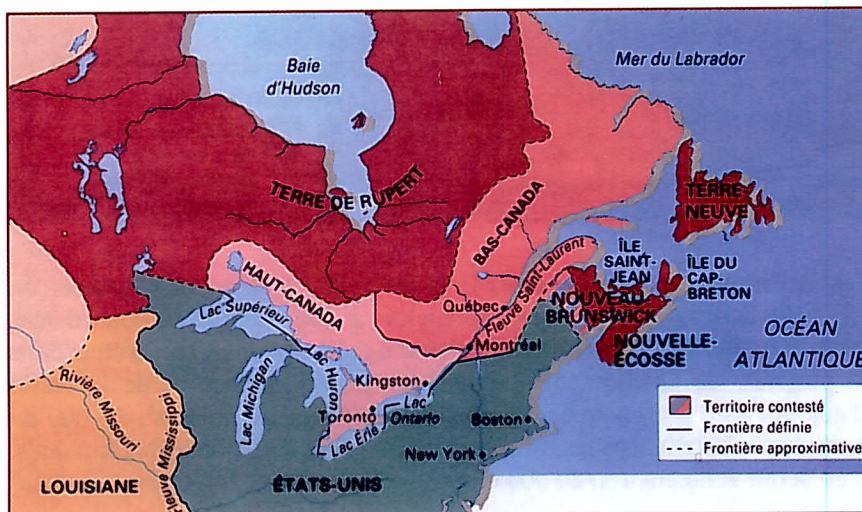 Baie
d'Hudson
Mer du Labrador
TERRE DE RUPERT
TERRE-
NEUVE
BAS-CANADA
HAUT-CANADA
ÎLE
SAINT-
JEAN
ÎLE DU
CAP-
BRETON
Fleuve Saint-Laurent
Québec
NOUVEAU
BRUNSWICK
Lac Supérieur
Montréal
NOUVELLE-
ÉCOSSE
OCÉAN
ATLANTIQUE
Lac Michigan
Lac Huron
Kingston
Lac
Ontario
Toronto
Lac Érié
Boston
New York
Rivière Missouri
Fleuve Mississippi
LOUISIANE
ÉTATS-UNIS
Territoire contesté
Frontière définie
Frontière approximative